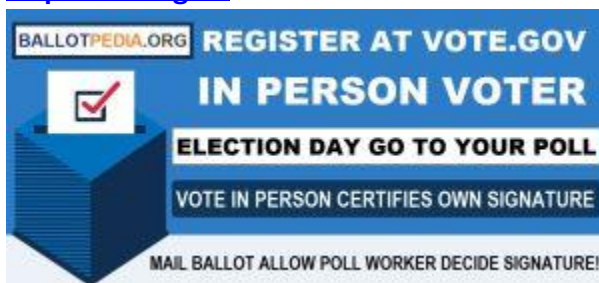 BALLOTPEDIA.ORG REGISTER AT VOTE.GOV
IN PERSON VOTER
ELECTION DAY GO TO YOUR POLL
VOTE IN PERSON CERTIFIES OWN SIGNATURE
MAIL BALLOT ALLOW POLL WORKER DECIDE SIGNATURE!